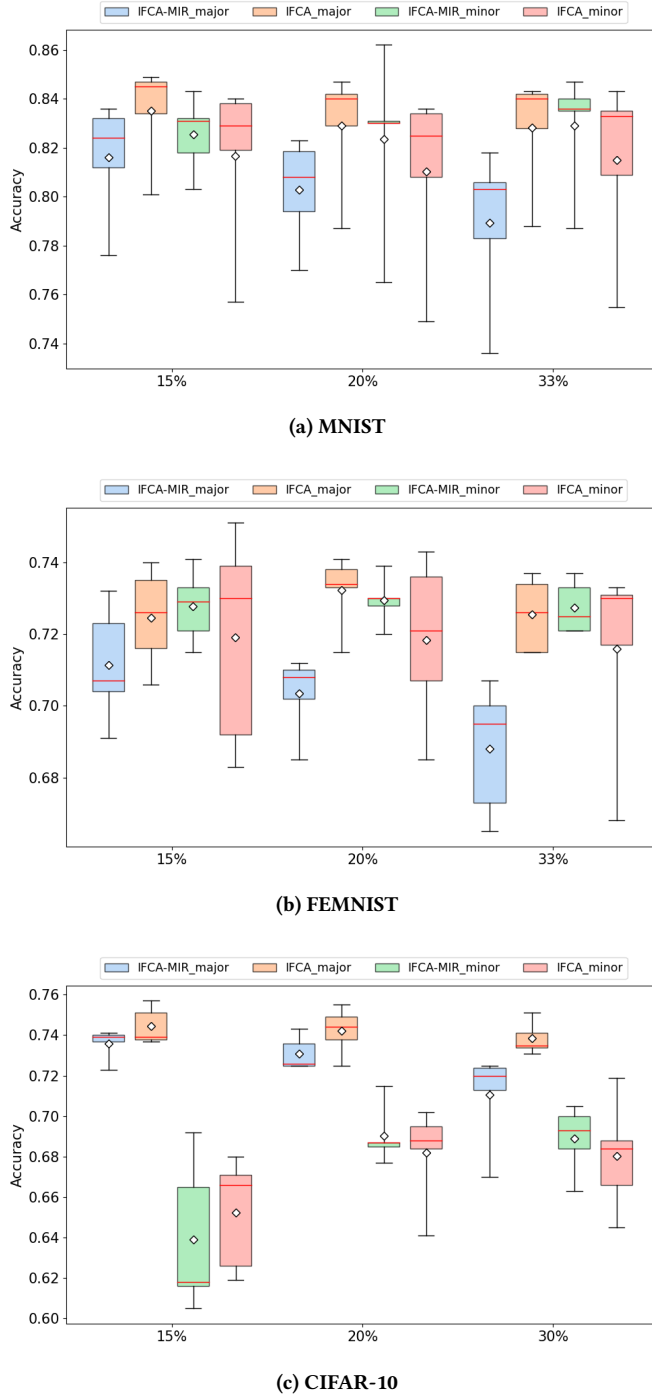 IFCA-MIR_major IFCA_major IFCA-MIR_minor IFCA_minor
0.86
0.84
0.82
0.80
0.78
0.76
0.74
Accuracy
15% 20% 33%
(a) MNIST
IFCA-MIR_major IFCA_major IFCA-MIR_minor IFCA_minor
0.74
0.72
0.70
0.68
Accuracy
15% 20% 33%
(b) FEMNIST
IFCA-MIR_major IFCA_major IFCA-MIR_minor IFCA_minor
0.76
0.74
0.72
0.70
0.68
0.66
0.64
0.62
0.60
Accuracy
15% 20% 30%
(c) CIFAR-10